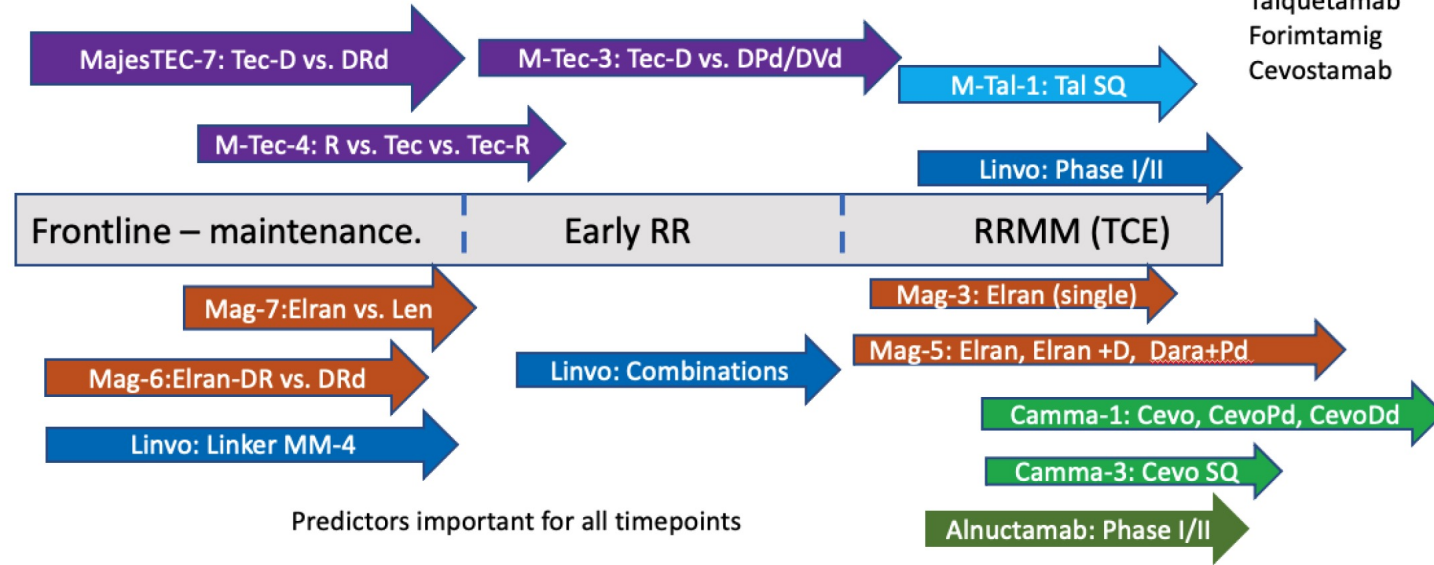 Talquetamab
Forimtamig
Cevostamab
MajesTEC-7: Tec-D vs. DRd
M-Tec-3: Tec-D vs. DPd/DVd
M-Tal-1: Tal SQ
M-Tec-4: R vs. Tec vs. Tec-R
Linvo: Phase I/II
Frontline – maintenance.
Early RR
RRMM (TCE)
Mag-7:Elran vs. Len
Mag-3: Elran (single)
Mag-6:Elran-DR vs. DRd
Linvo: Combinations
Mag-5: Elran, Elran +D, Dara+Pd
Linvo: Linker MM-4
Camma-1: Cevo, CevoPd, CevoDd
Camma-3: Cevo SQ
Predictors important for all timepoints
Alnuctamab: Phase I/II